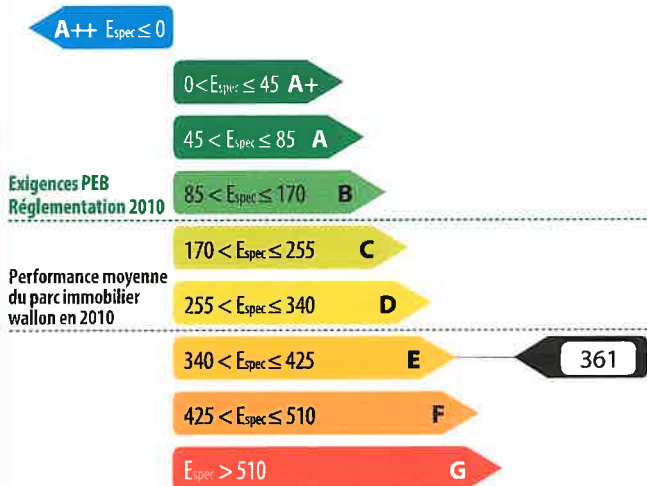 A++ Espec ≤ 0
0 < Espec ≤ 45 A+
45 < Espec ≤ 85 A
Exigences PEB
Réglementation 2010
85 < Espec ≤ 170 B
170 < Espec ≤ 255 C
Performance moyenne
du parc immobilier
wallon en 2010
255 < Espec ≤ 340 D
340 < Espec ≤ 425 E
361
425 < Espec ≤ 510 F
Espec > 510 G